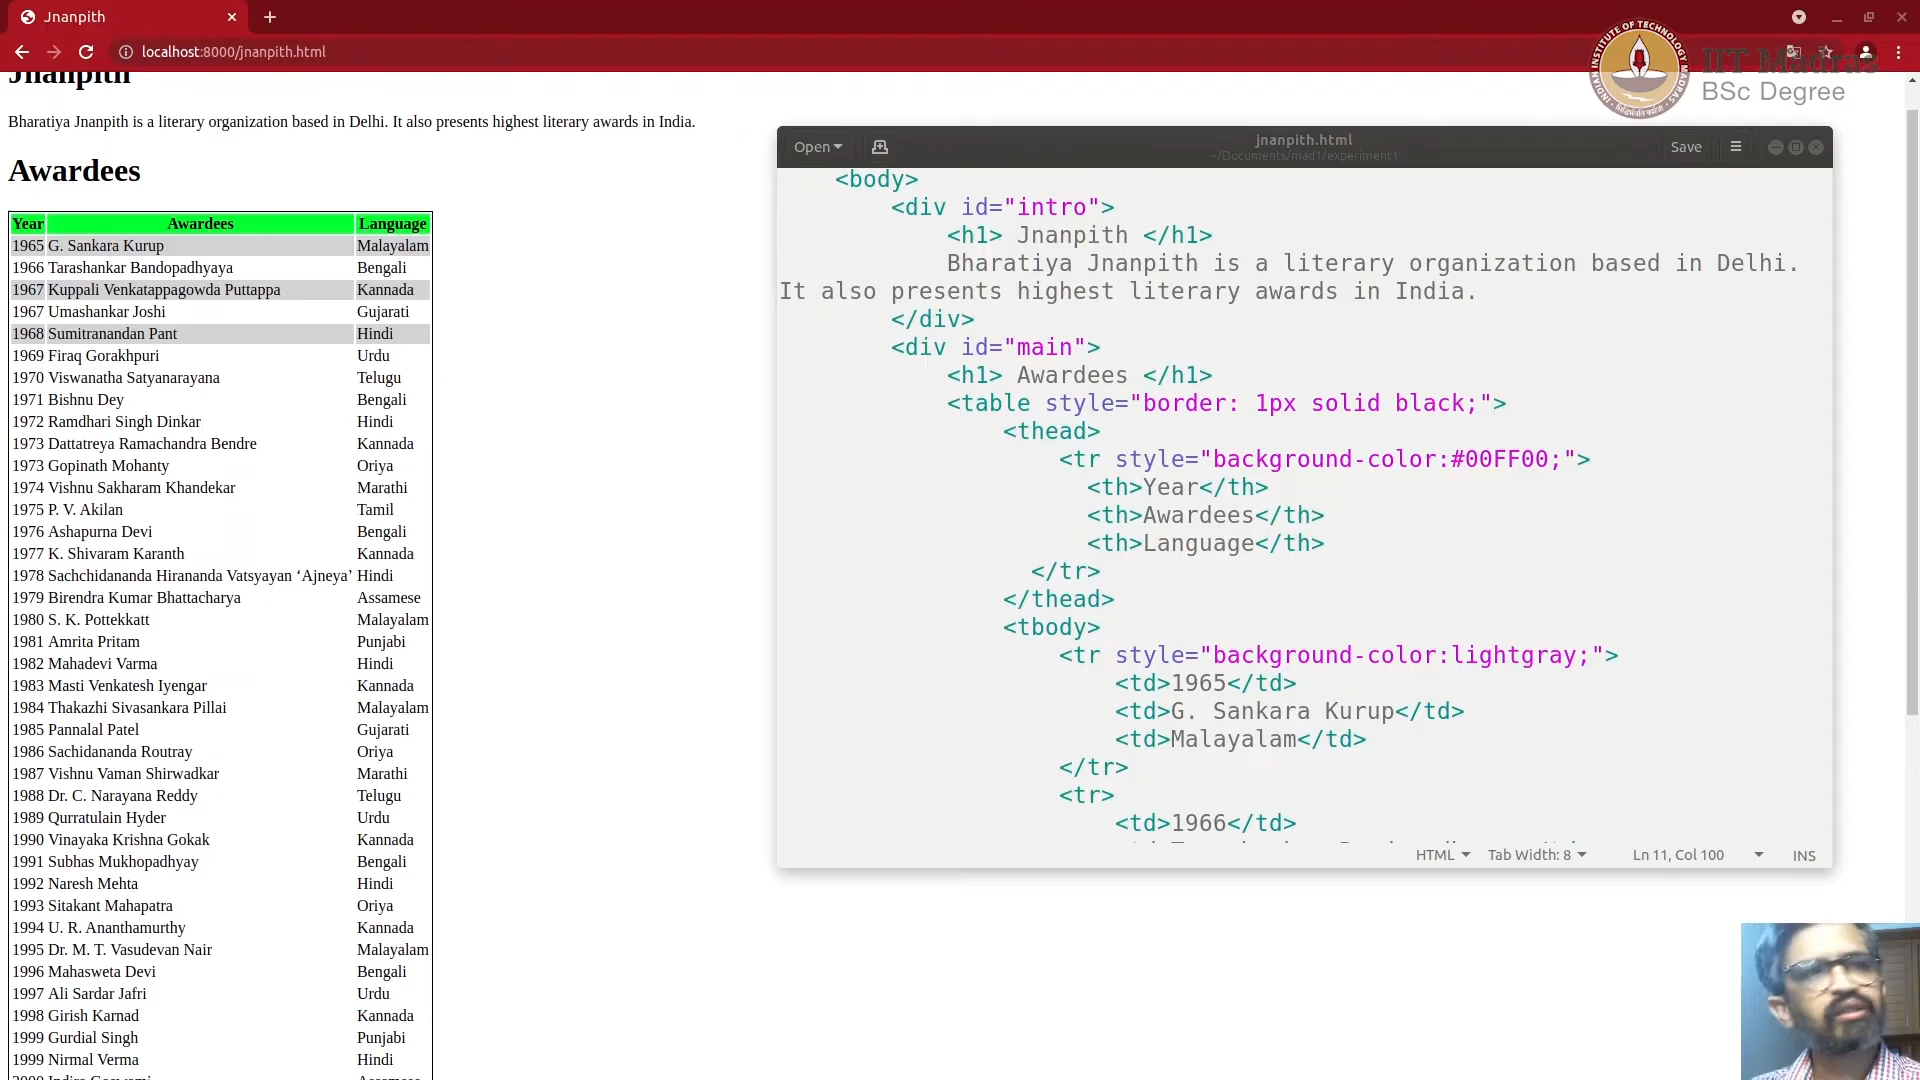 Jnanpith
localhost:8000/jnanpith.html
IIT Madras
BSc Degree
INDIAN INSTITUTE OF TECHNOLOGY MADRAS
Jnanpith
Bharatiya Jnanpith is a literary organization based in Delhi. It also presents highest literary awards in India.
Awardees
Year Awardees Language
1965 G. Sankara Kurup Malayalam
1966 Tarashankar Bandopadhyaya Bengali
1967 Kuppali Venkatappagowda Puttappa Kannada
1967 Umashankar Joshi Gujarati
1968 Sumitranandan Pant Hindi
1969 Firaq Gorakhpuri Urdu
1970 Viswanatha Satyanarayana Telugu
1971 Bishnu Dey Bengali
1972 Ramdhari Singh Dinkar Hindi
1973 Dattatreya Ramachandra Bendre Kannada
1973 Gopinath Mohanty Oriya
1974 Vishnu Sakharam Khandekar Marathi
1975 P. V. Akilan Tamil
1976 Ashapurna Devi Bengali
1977 K. Shivaram Karanth Kannada
1978 Sachchidananda Hirananda Vatsyayan ‘Ajneya’ Hindi
1979 Birendra Kumar Bhattacharya Assamese
1980 S. K. Pottekkatt Malayalam
1981 Amrita Pritam Punjabi
1982 Mahadevi Varma Hindi
1983 Masti Venkatesh Iyengar Kannada
1984 Thakazhi Sivasankara Pillai Malayalam
1985 Pannalal Patel Gujarati
1986 Sachidananda Routray Oriya
1987 Vishnu Vaman Shirwadkar Marathi
1988 Dr. C. Narayana Reddy Telugu
1989 Qurratulain Hyder Urdu
1990 Vinayaka Krishna Gokak Kannada
1991 Subhas Mukhopadhyay Bengali
1992 Naresh Mehta Hindi
1993 Sitakant Mahapatra Oriya
1994 U. R. Ananthamurthy Kannada
1995 Dr. M. T. Vasudevan Nair Malayalam
1996 Mahasweta Devi Bengali
1997 Ali Sardar Jafri Urdu
1998 Girish Karnad Kannada
1999 Gurdial Singh Punjabi
1999 Nirmal Verma Hindi
Open
jnanpith.html
~/Documents/mad1/experiment1
Save
<body>
<div id="intro">
<h1> Jnanpith </h1>
Bharatiya Jnanpith is a literary organization based in Delhi.
It also presents highest literary awards in India.
</div>
<div id="main">
<h1> Awardees </h1>
<table style="border: 1px solid black;">
<thead>
<tr style="background-color:#00FF00;">
<th>Year</th>
<th>Awardees</th>
<th>Language</th>
</tr>
</thead>
<tbody>
<tr style="background-color:lightgray;">
<td>1965</td>
<td>G. Sankara Kurup</td>
<td>Malayalam</td>
</tr>
<tr>
<td>1966</td>
HTML Tab Width: 8 Ln 11, Col 100 INS